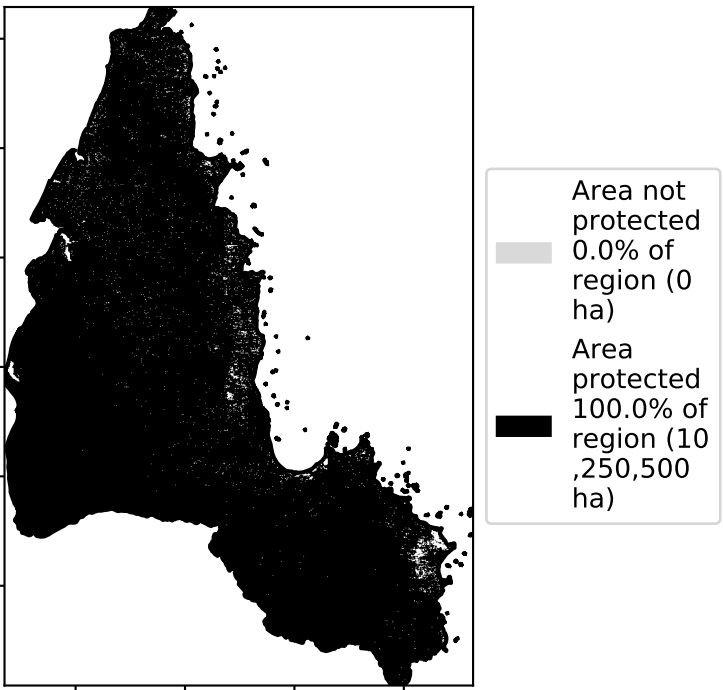 Area not
protected
0.0% of
region (0
ha)
Area
protected
100.0% of
region (10
,250,500
ha)